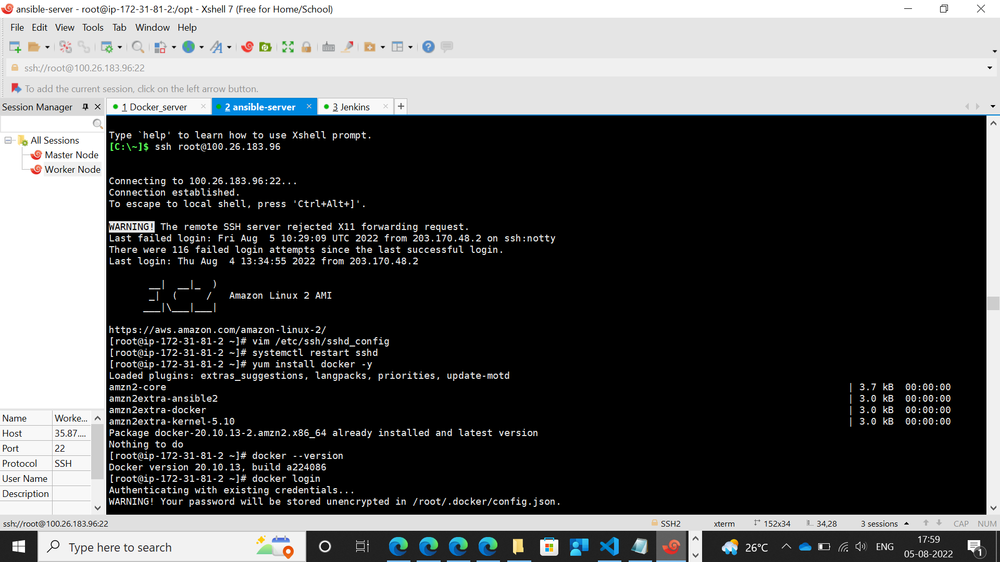 ansible-server - root@ip-172-31-81-2:/opt - Xshell 7 (Free for Home/School)
File Edit View Tools Tab Window Help
ssh://root@100.26.183.96:22
To add the current session, click on the left arrow button.
Session Manager
1 Docker_server
2 ansible-server
3 Jenkins
All Sessions
Master Node
Worker Node
Type `help' to learn how to use Xshell prompt.
[C:\~]$ ssh root@100.26.183.96
Connecting to 100.26.183.96:22...
Connection established.
To escape to local shell, press 'Ctrl+Alt+]'.
WARNING! The remote SSH server rejected X11 forwarding request.
Last failed login: Fri Aug  5 10:29:09 UTC 2022 from 203.170.48.2 on ssh:notty
There were 116 failed login attempts since the last successful login.
Last login: Thu Aug  4 13:34:55 2022 from 203.170.48.2
       __|  __|_  )
       _|  (     /   Amazon Linux 2 AMI
      ___|\___|___|
https://aws.amazon.com/amazon-linux-2/
[root@ip-172-31-81-2 ~]# vim /etc/ssh/sshd_config
[root@ip-172-31-81-2 ~]# systemctl restart sshd
[root@ip-172-31-81-2 ~]# yum install docker -y
Loaded plugins: extras_suggestions, langpacks, priorities, update-motd
amzn2-core | 3.7 kB  00:00:00
amzn2extra-ansible2 | 3.0 kB  00:00:00
amzn2extra-docker | 3.0 kB  00:00:00
amzn2extra-kernel-5.10 | 3.0 kB  00:00:00
Package docker-20.10.13-2.amzn2.x86_64 already installed and latest version
Nothing to do
[root@ip-172-31-81-2 ~]# docker --version
Docker version 20.10.13, build a224086
[root@ip-172-31-81-2 ~]# docker login
Authenticating with existing credentials...
WARNING! Your password will be stored unencrypted in /root/.docker/config.json.
Name Worke...
Host 35.87....
Port 22
Protocol SSH
User Name
Description
ssh://root@100.26.183.96:22 SSH2 xterm 152x34 34,28 3 sessions CAP NUM
Type here to search
26°C
ENG
17:59
05-08-2022
1